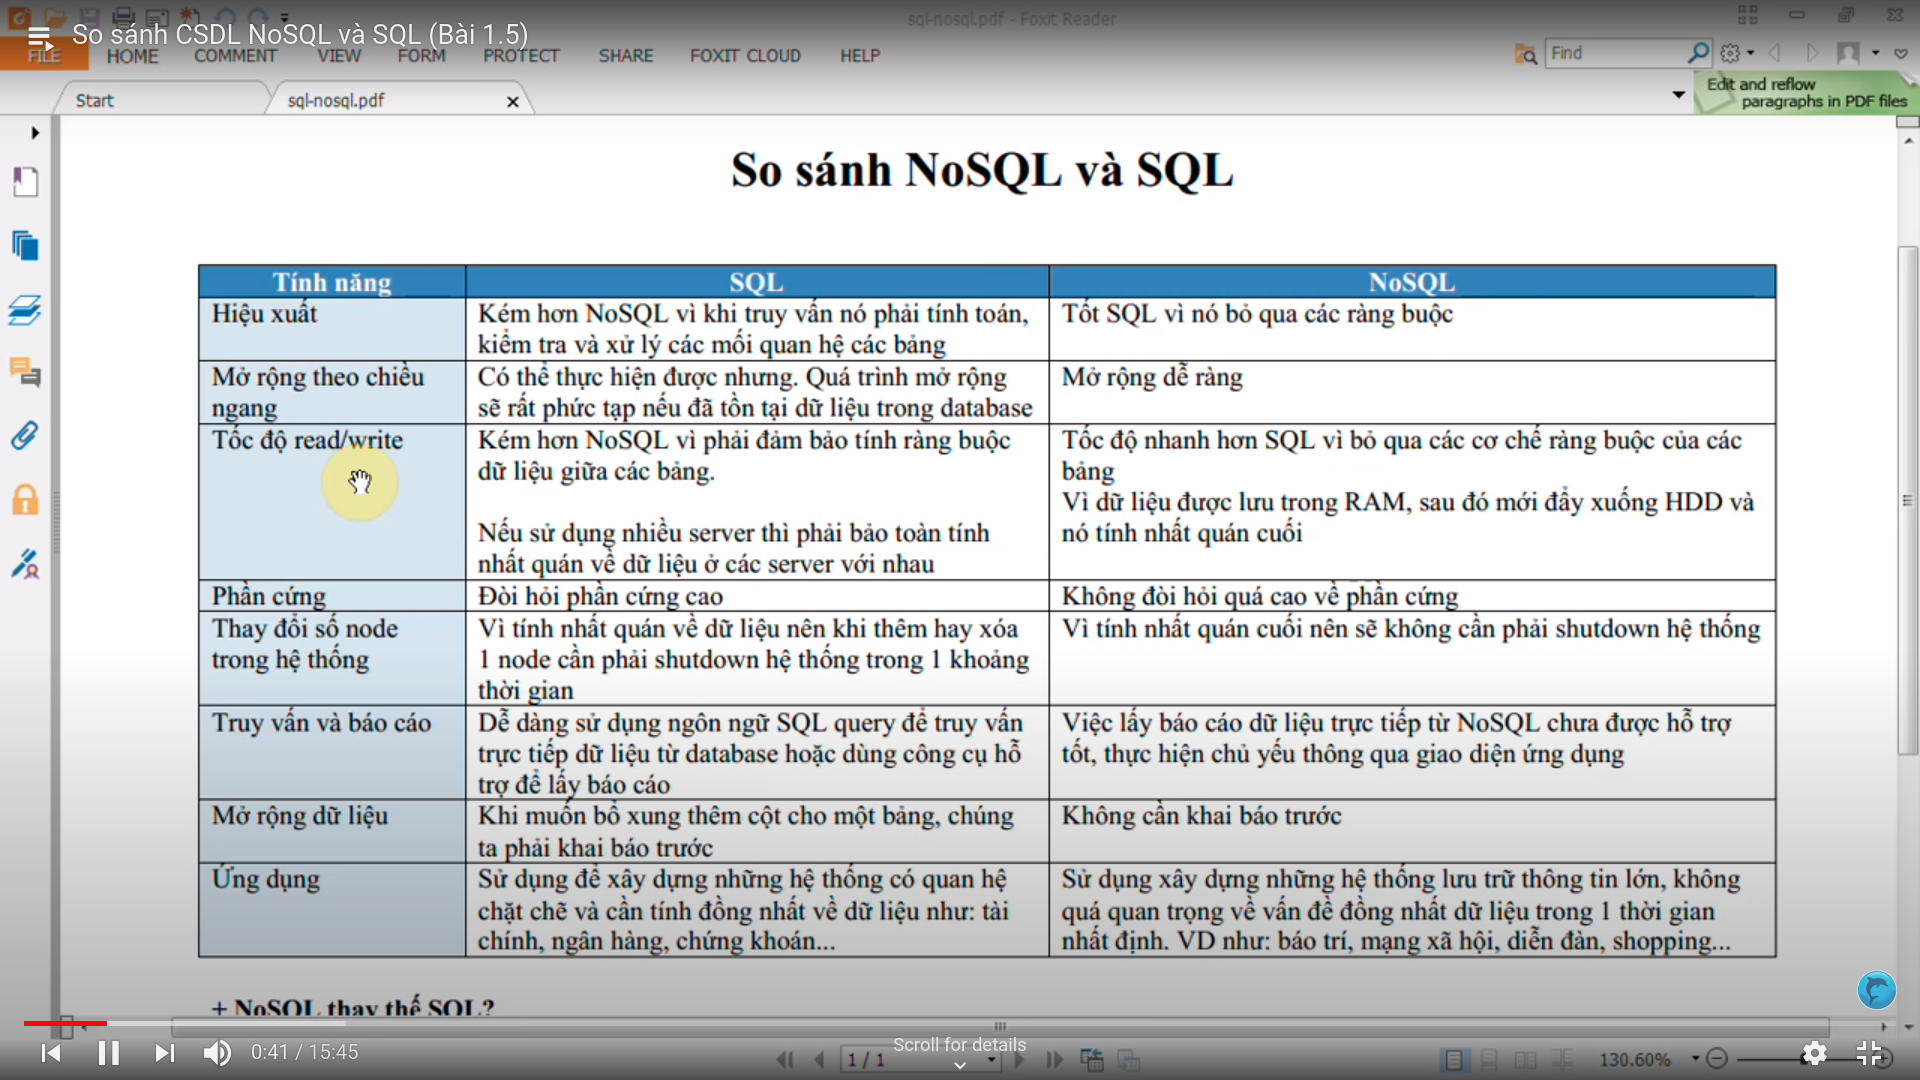 So sánh CSDL NoSQL và SQL (Bài 1.5)
sql-nosql.pdf - Foxit Reader
FILE HOME COMMENT VIEW FORM PROTECT SHARE FOXIT CLOUD HELP
Find
Start
sql-nosql.pdf
Edit and reflow
paragraphs in PDF files
So sánh NoSQL và SQL
Tính năng SQL NoSQL
Hiệu xuất
Kém hơn NoSQL vì khi truy vấn nó phải tính toán,
kiểm tra và xử lý các mối quan hệ các bảng
Tốt SQL vì nó bỏ qua các ràng buộc
Mở rộng theo chiều
ngang
Có thể thực hiện được nhưng. Quá trình mở rộng
sẽ rất phức tạp nếu đã tồn tại dữ liệu trong database
Mở rộng dễ ràng
Tốc độ read/write
Kém hơn NoSQL vì phải đảm bảo tính ràng buộc
dữ liệu giữa các bảng.
Nếu sử dụng nhiều server thì phải bảo toàn tính
nhất quán về dữ liệu ở các server với nhau
Tốc độ nhanh hơn SQL vì bỏ qua các cơ chế ràng buộc của các
bảng
Vì dữ liệu được lưu trong RAM, sau đó mới đẩy xuống HDD và
nó tính nhất quán cuối
Phần cứng
Đòi hỏi phần cứng cao
Không đòi hỏi quá cao về phần cứng
Thay đổi số node
trong hệ thống
Vì tính nhất quán về dữ liệu nên khi thêm hay xóa
1 node cần phải shutdown hệ thống trong 1 khoảng
thời gian
Vì tính nhất quán cuối nên sẽ không cần phải shutdown hệ thống
Truy vấn và báo cáo
Dễ dàng sử dụng ngôn ngữ SQL query để truy vấn
trực tiếp dữ liệu từ database hoặc dùng công cụ hỗ
trợ để lấy báo cáo
Việc lấy báo cáo dữ liệu trực tiếp từ NoSQL chưa được hỗ trợ
tốt, thực hiện chủ yếu thông qua giao diện ứng dụng
Mở rộng dữ liệu
Khi muốn bổ xung thêm cột cho một bảng, chúng
ta phải khai báo trước
Không cần khai báo trước
Ứng dụng
Sử dụng để xây dựng những hệ thống có quan hệ
chặt chẽ và cần tính đồng nhất về dữ liệu như: tài
chính, ngân hàng, chứng khoán...
Sử dụng xây dựng những hệ thống lưu trữ thông tin lớn, không
quá quan trọng về vấn đề đồng nhất dữ liệu trong 1 thời gian
nhất định. VD như: báo trí, mạng xã hội, diễn đàn, shopping...
+ NoSQL thay thế SQL?
0:41 / 15:45
Scroll for details
1 / 1
130.60%